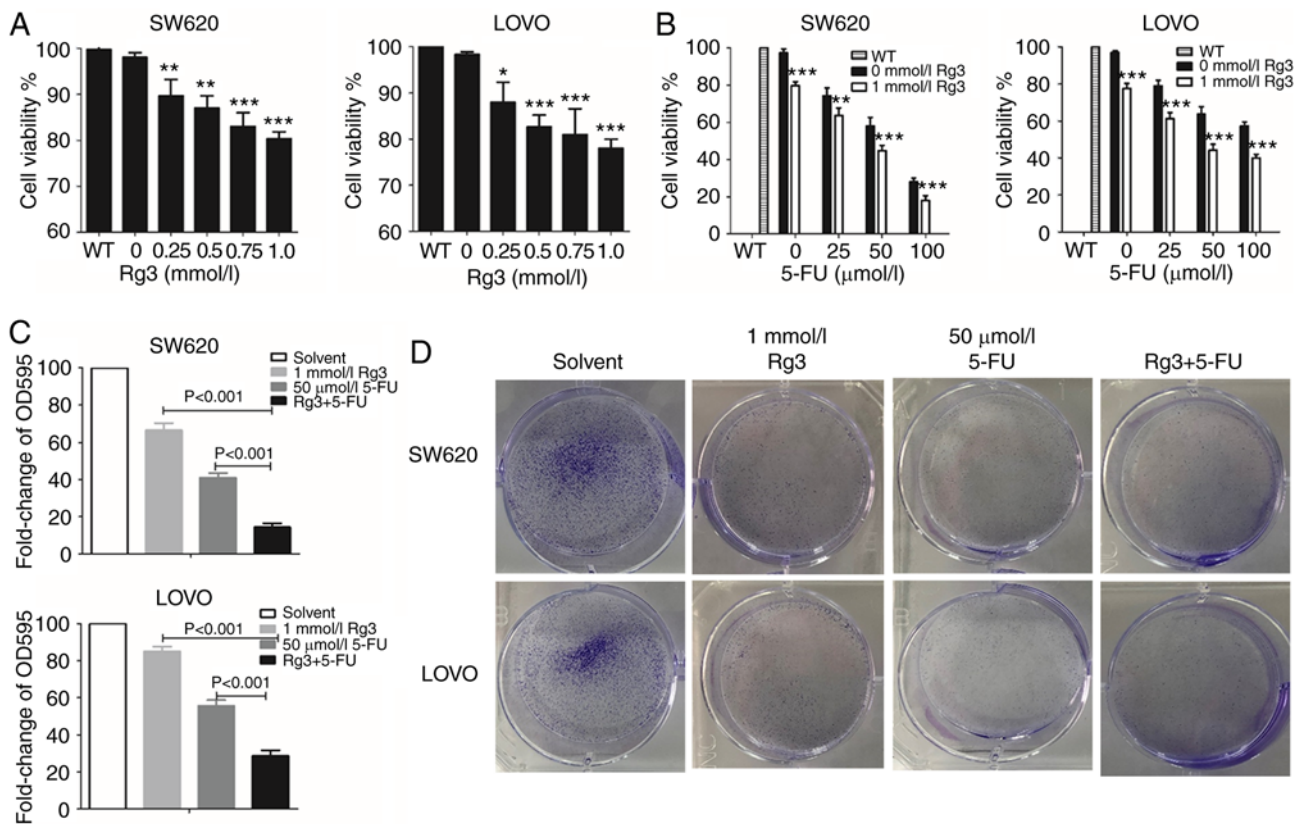 A
SW620
Cell viability %
100
90
80
70
60
**
**
***
***
WT 0 0.25 0.5 0.75 1.0
Rg3 (mmol/l)
LOVO
Cell viability %
100
90
80
70
60
*
***
***
***
WT 0 0.25 0.5 0.75 1.0
Rg3 (mmol/l)
B
SW620
Cell viability %
100
80
60
40
20
0
WT
0 mmol/l Rg3
1 mmol/l Rg3
***
**
***
***
WT 0 25 50 100
5-FU (μmol/l)
LOVO
Cell viability %
100
80
60
40
20
0
WT
0 mmol/l Rg3
1 mmol/l Rg3
***
***
***
***
WT 0 25 50 100
5-FU (μmol/l)
C
SW620
Fold-change of OD595
100
80
60
40
20
0
Solvent
1 mmol/l Rg3
50 μmol/l 5-FU
Rg3+5-FU
P<0.001
P<0.001
LOVO
Fold-change of OD595
100
80
60
40
20
0
Solvent
1 mmol/l Rg3
50 μmol/l 5-FU
Rg3+5-FU
P<0.001
P<0.001
D
Solvent
1 mmol/l
Rg3
50 μmol/l
5-FU
Rg3+5-FU
SW620
LOVO